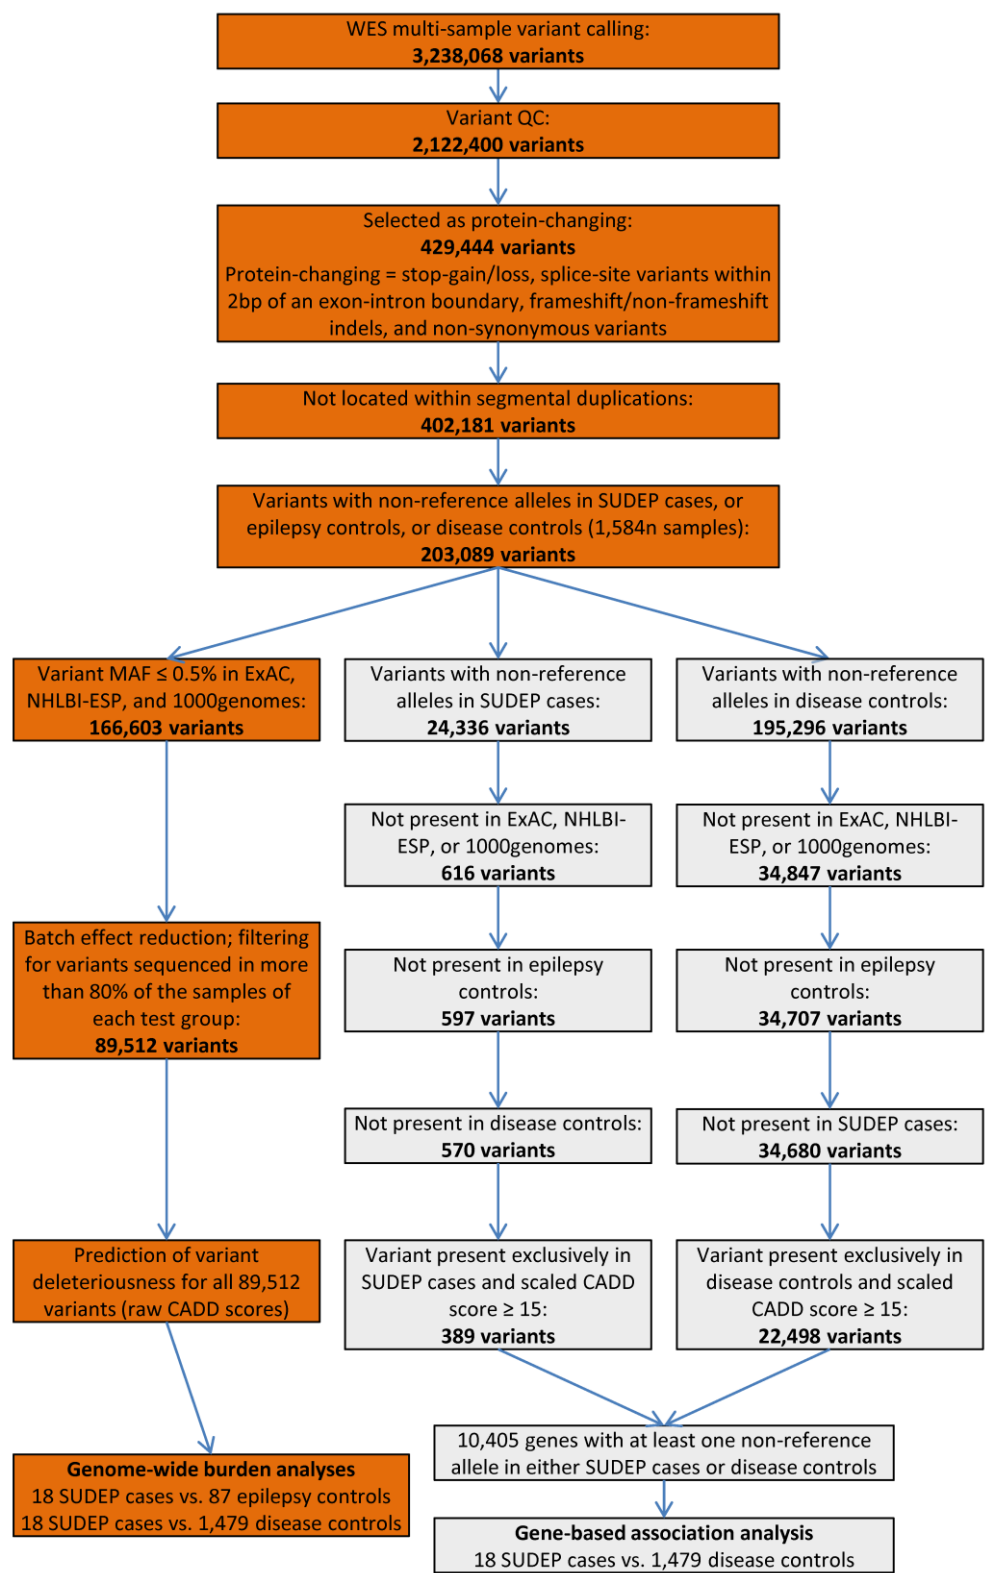 WES multi-sample variant calling:
3,238,068 variants
Variant QC:
2,122,400 variants
Selected as protein-changing:
429,444 variants
Protein-changing = stop-gain/loss, splice-site variants within
2bp of an exon-intron boundary, frameshift/non-frameshift
indels, and non-synonymous variants
Not located within segmental duplications:
402,181 variants
Variants with non-reference alleles in SUDEP cases, or
epilepsy controls, or disease controls (1,584n samples):
203,089 variants
Variant MAF ≤ 0.5% in ExAC,
NHLBI-ESP, and 1000genomes:
166,603 variants
Batch effect reduction; filtering
for variants sequenced in more
than 80% of the samples of
each test group:
89,512 variants
Prediction of variant
deleteriousness for all 89,512
variants (raw CADD scores)
Genome-wide burden analyses
18 SUDEP cases vs. 87 epilepsy controls
18 SUDEP cases vs. 1,479 disease controls
Variants with non-reference
alleles in SUDEP cases:
24,336 variants
Not present in ExAC, NHLBI-
ESP, or 1000genomes:
616 variants
Not present in epilepsy
controls:
597 variants
Not present in disease controls:
570 variants
Variant present exclusively in
SUDEP cases and scaled CADD
score ≥ 15:
389 variants
Variants with non-reference
alleles in disease controls:
195,296 variants
Not present in ExAC, NHLBI-
ESP, or 1000genomes:
34,847 variants
Not present in epilepsy
controls:
34,707 variants
Not present in SUDEP cases:
34,680 variants
Variant present exclusively in
disease controls and scaled
CADD score ≥ 15:
22,498 variants
10,405 genes with at least one non-reference
allele in either SUDEP cases or disease controls
Gene-based association analysis
18 SUDEP cases vs. 1,479 disease controls